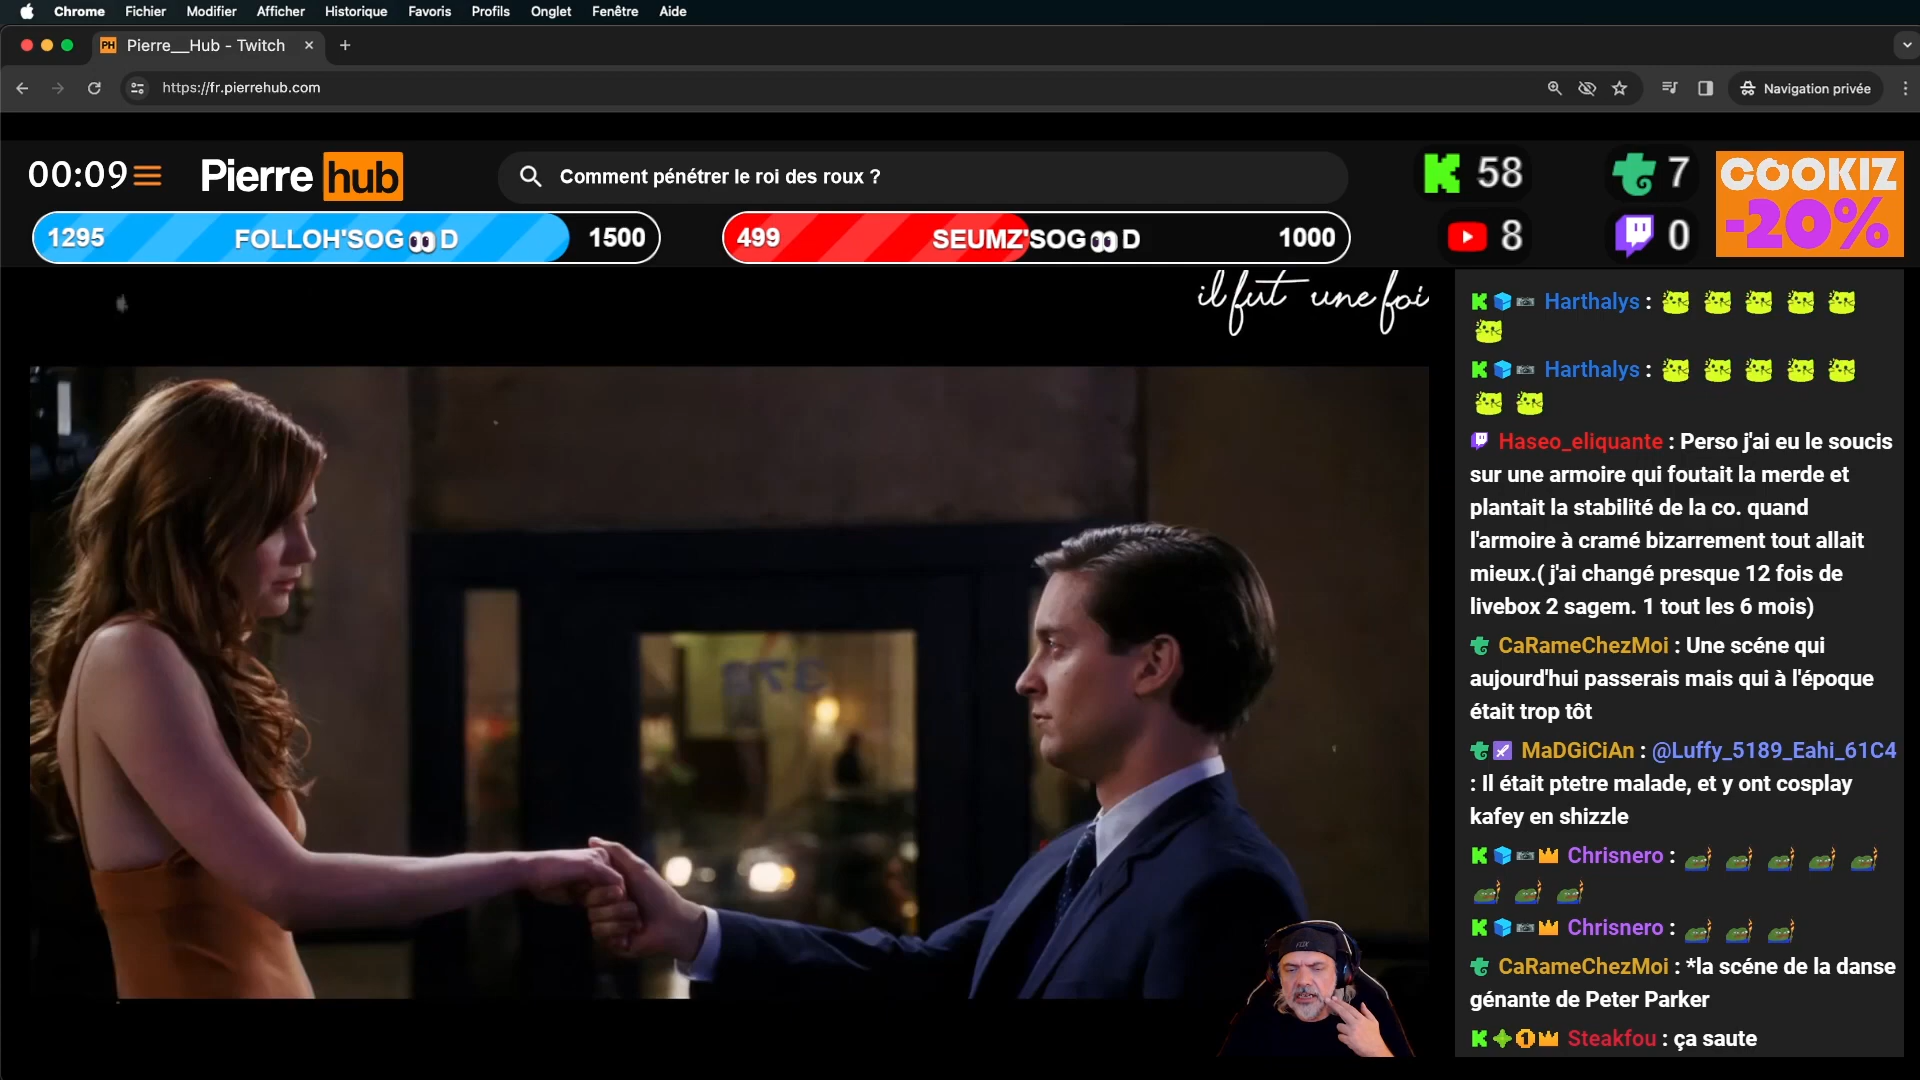 Chrome Fichier Modifier Afficher Historique Favoris Profils Onglet Fenêtre Aide
PH Pierre__Hub - Twitch
https://fr.pierrehub.com
Navigation privée
00:09 Pierre hub
Comment pénétrer le roi des roux ?
58
7
COOKIZ
-20%
1295 FOLLOH'SOG👀D 1500
499 SEUMZ'SOG👀D 1000
8
0
il fut une foi
Harthalys :
Harthalys :
Haseo_eliquante : Perso j'ai eu le soucis
sur une armoire qui foutait la merde et
plantait la stabilité de la co. quand
l'armoire à cramé bizarrement tout allait
mieux.( j'ai changé presque 12 fois de
livebox 2 sagem. 1 tout les 6 mois)
CaRameChezMoi : Une scéne qui
aujourd'hui passerais mais qui à l'époque
était trop tôt
MaDGiCiAn : @Luffy_5189_Eahi_61C4
: Il était ptetre malade, et y ont cosplay
kafey en shizzle
Chrisnero :
Chrisnero :
CaRameChezMoi : *la scéne de la danse
génante de Peter Parker
Steakfou : ça saute
378
FOX